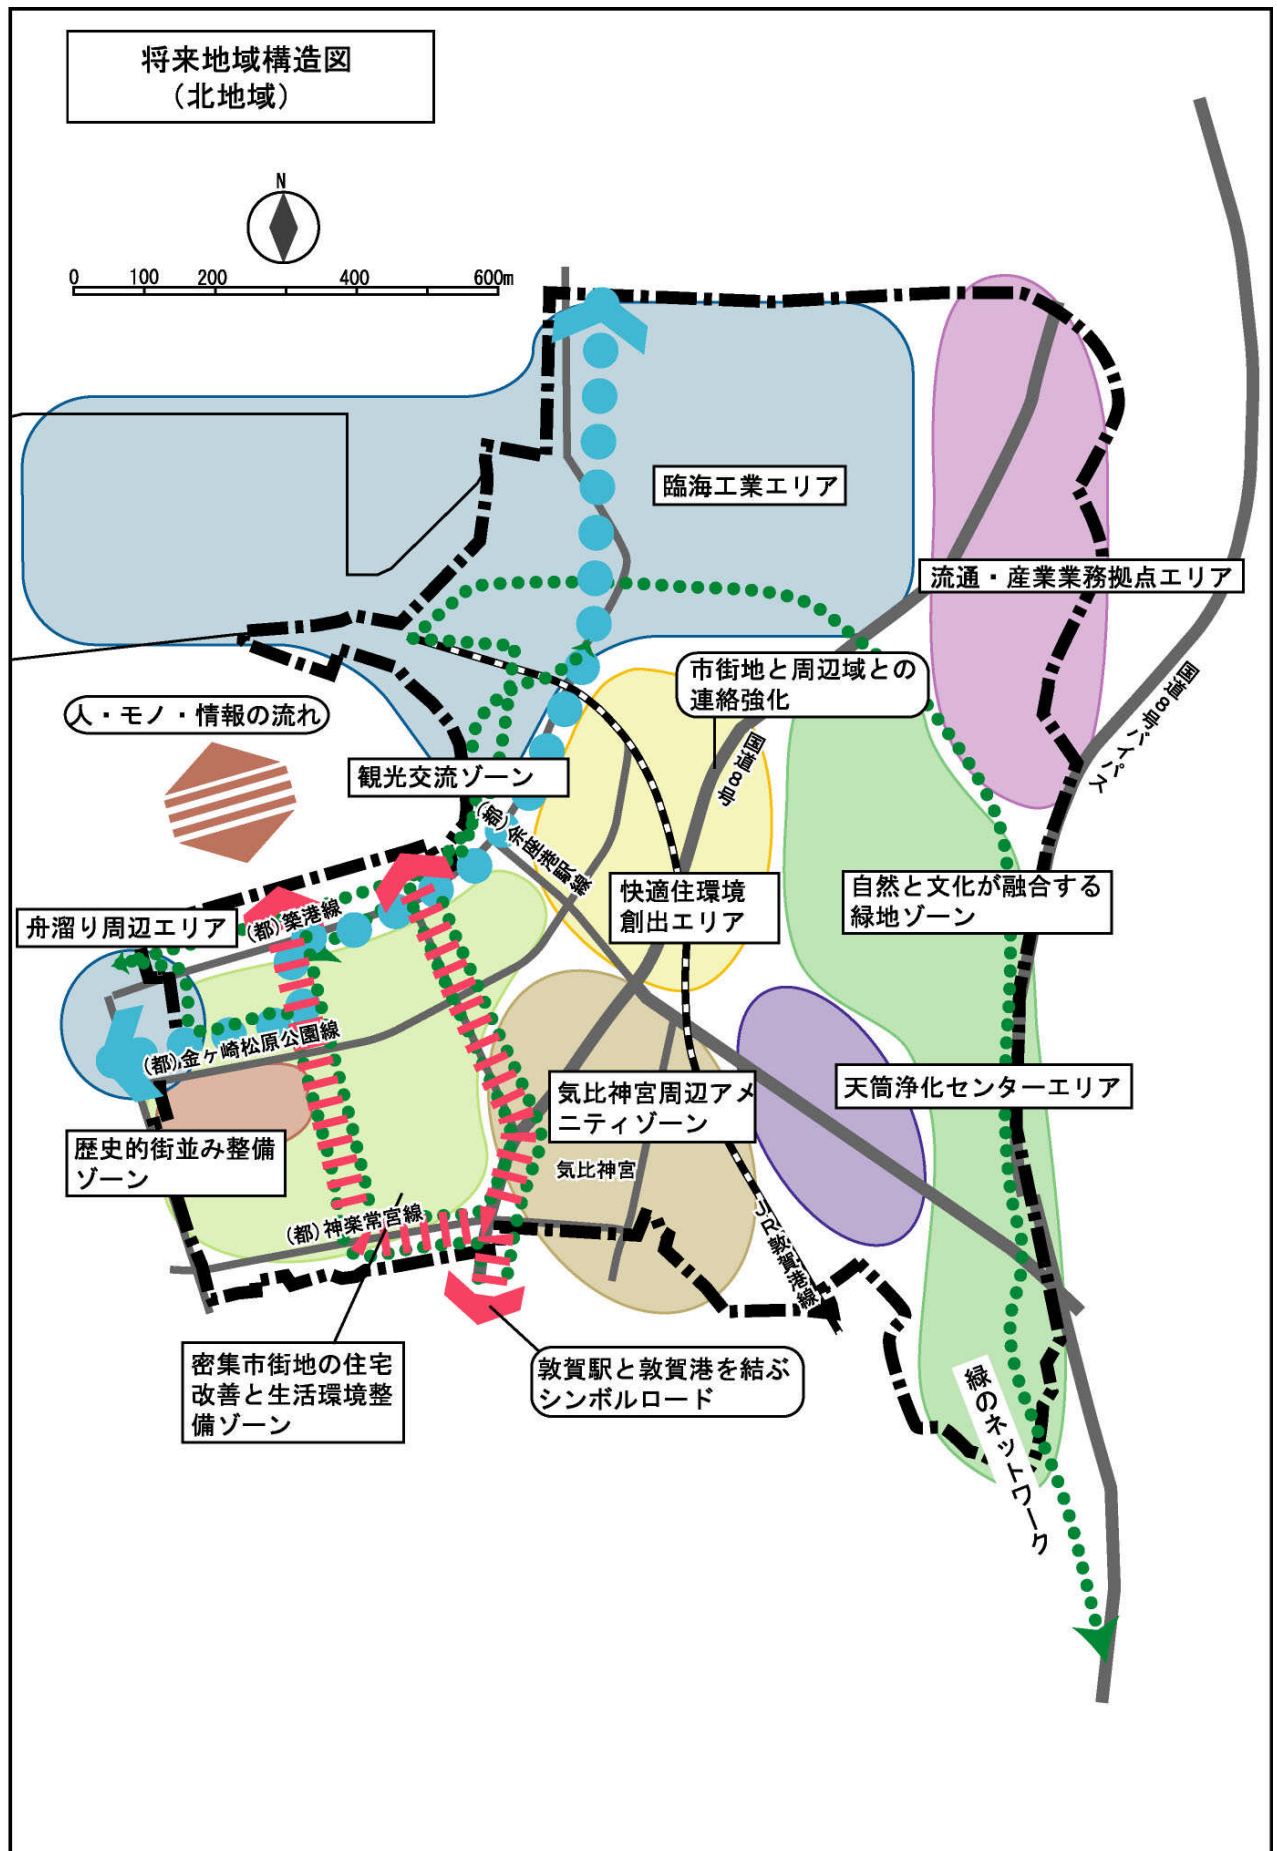 将来地域構造図
（北地域）
N
0 100 200 400 600m
臨海工業エリア
流通・産業業務拠点エリア
市街地と周辺域との
連絡強化
国道8号バイパス
人・モノ・情報の流れ
国道8号
観光交流ゾーン
(都)余座港駅線
快適住環境
創出エリア
自然と文化が融合する
緑地ゾーン
舟溜り周辺エリア
(都)築港線
(都)金ヶ崎松原公園線
気比神宮周辺アメ
ニティゾーン
天筒浄化センターエリア
歴史的街並み整備
ゾーン
気比神宮
(都)神楽常宮線
JR敦賀港線
密集市街地の住宅
改善と生活環境整
備ゾーン
敦賀駅と敦賀港を結ぶ
シンボルロード
緑のネットワーク